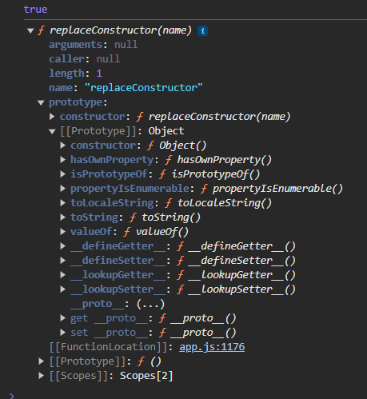 true
ƒ replaceConstructor(name) i
arguments: null
caller: null
length: 1
name: "replaceConstructor"
prototype:
constructor: ƒ replaceConstructor(name)
[[Prototype]]: Object
constructor: ƒ Object()
hasOwnProperty: ƒ hasOwnProperty()
isPrototypeOf: ƒ isPrototypeOf()
propertyIsEnumerable: ƒ propertyIsEnumerable()
toLocaleString: ƒ toLocaleString()
toString: ƒ toString()
valueOf: ƒ valueOf()
__defineGetter__: ƒ __defineGetter__()
__defineSetter__: ƒ __defineSetter__()
__lookupGetter__: ƒ __lookupGetter__()
__lookupSetter__: ƒ __lookupSetter__()
__proto__: (...)
get __proto__: ƒ __proto__()
set __proto__: ƒ __proto__()
[[FunctionLocation]]: app.js:1176
[[Prototype]]: ƒ ()
[[Scopes]]: Scopes[2]